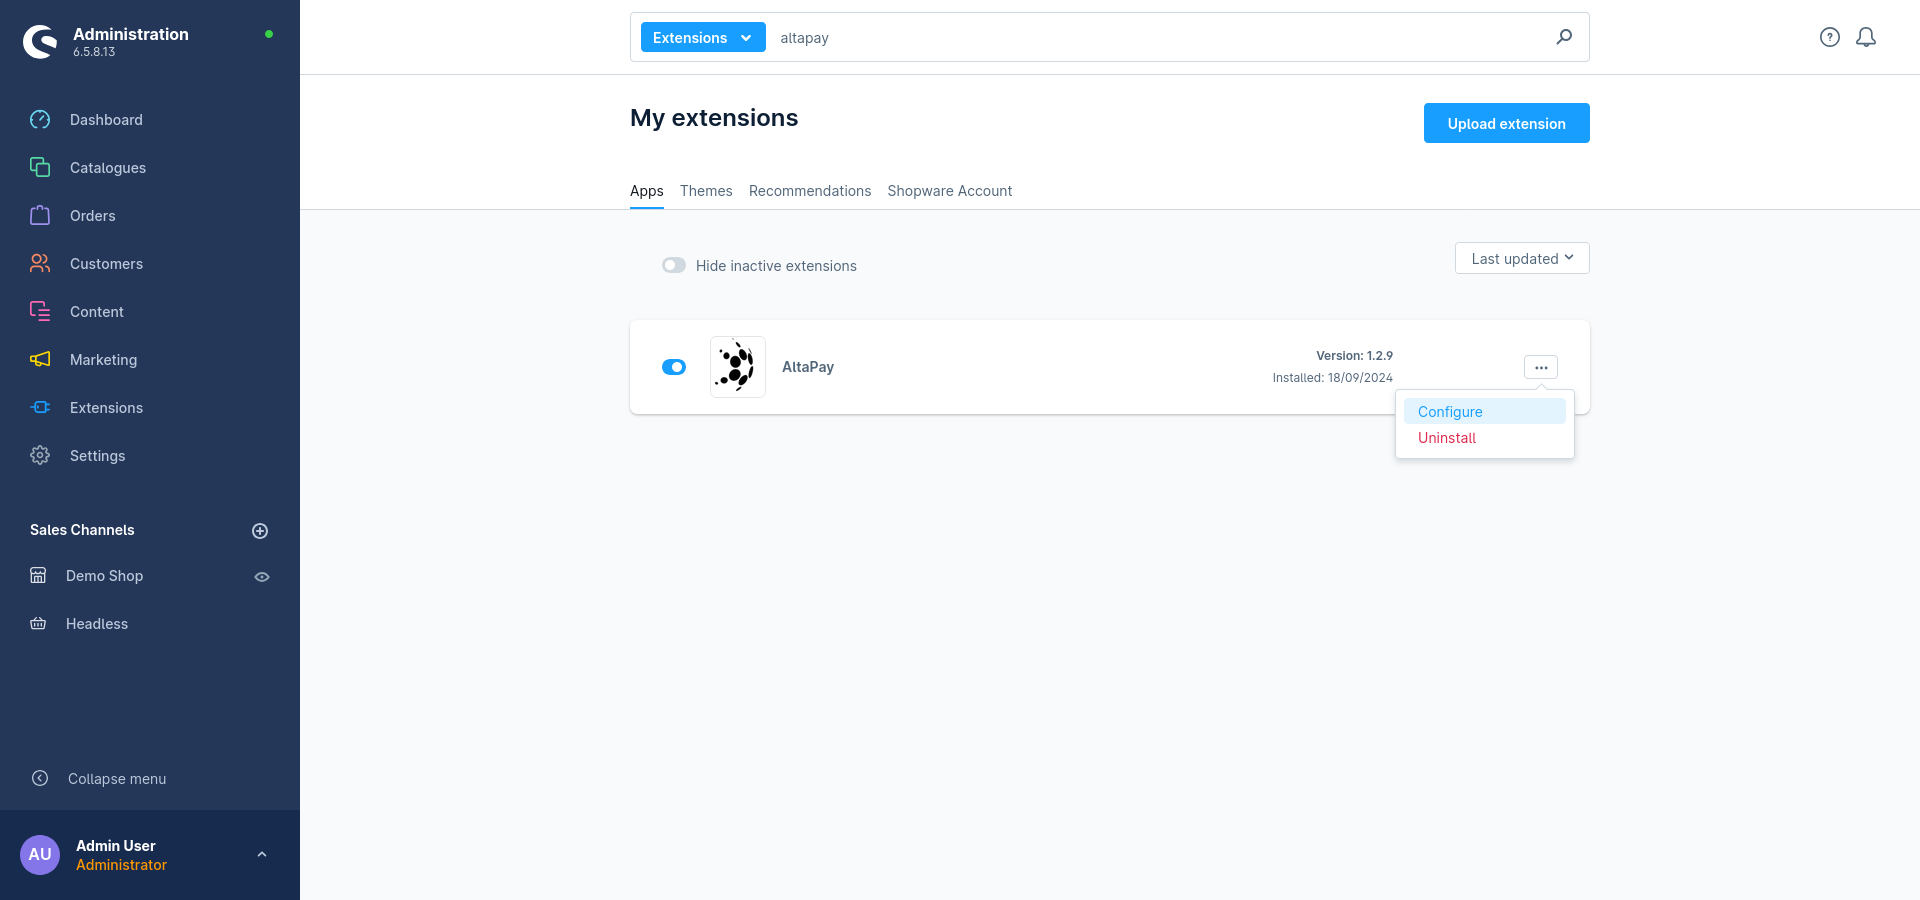 Administration
6.5.8.13
Dashboard
Catalogues
Orders
Customers
Content
Marketing
Extensions
Settings
Sales Channels
Demo Shop
Headless
Collapse menu
AU
Admin User
Administrator
Extensions altapay
My extensions
Upload extension
Apps Themes Recommendations Shopware Account
Hide inactive extensions
Last updated
AltaPay
Version: 1.2.9
Installed: 18/09/2024
Configure
Uninstall